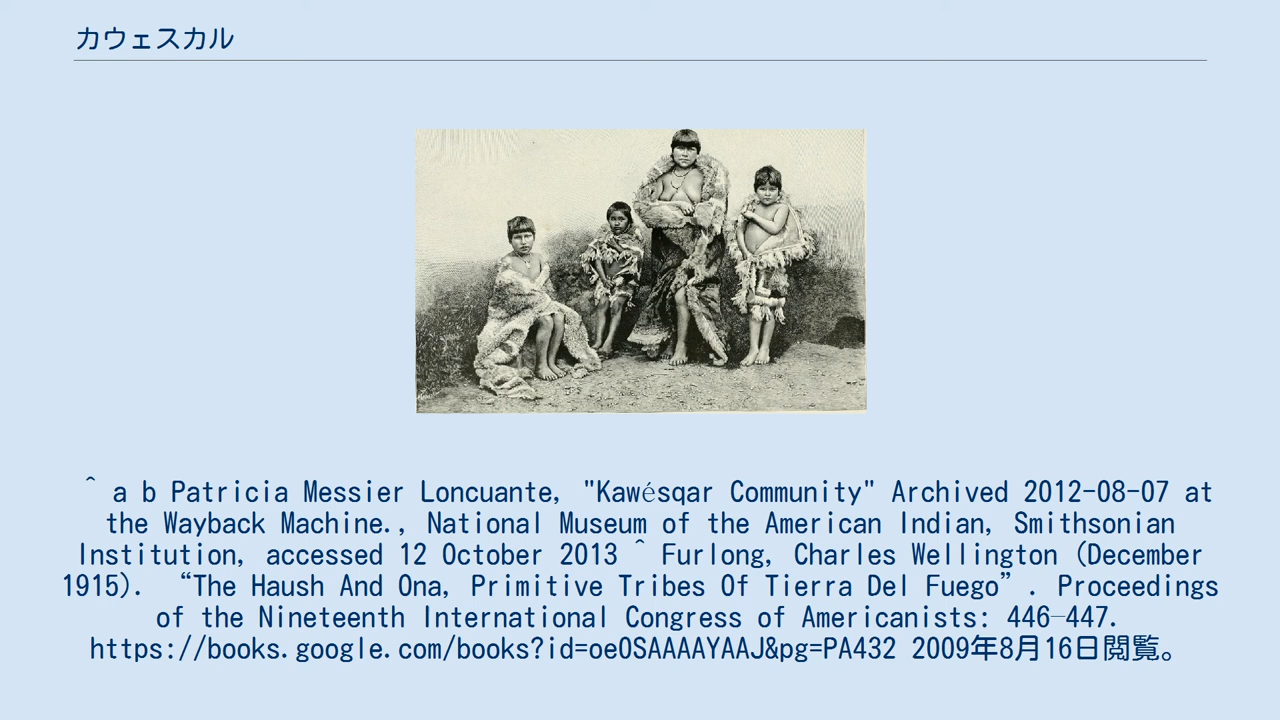 カウェスカル
^ a b Patricia Messier Loncuante, "Kawésqar Community" Archived 2012-08-07 at
the Wayback Machine., National Museum of the American Indian, Smithsonian
Institution, accessed 12 October 2013 ^ Furlong, Charles Wellington (December
1915). “The Haush And Ona, Primitive Tribes Of Tierra Del Fuego”. Proceedings
of the Nineteenth International Congress of Americanists: 446–447.
https://books.google.com/books?id=oe0SAAAAYAAJ&pg=PA432 2009年8月16日閲覧。